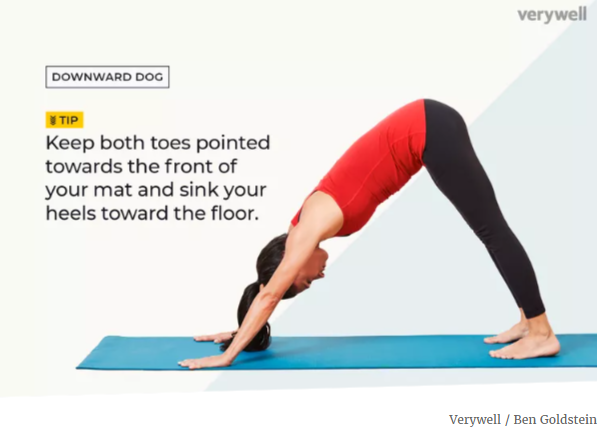 verywell
DOWNWARD DOG
TIP
Keep both toes pointed
towards the front of
your mat and sink your
heels toward the floor.
Verywell / Ben Goldstein